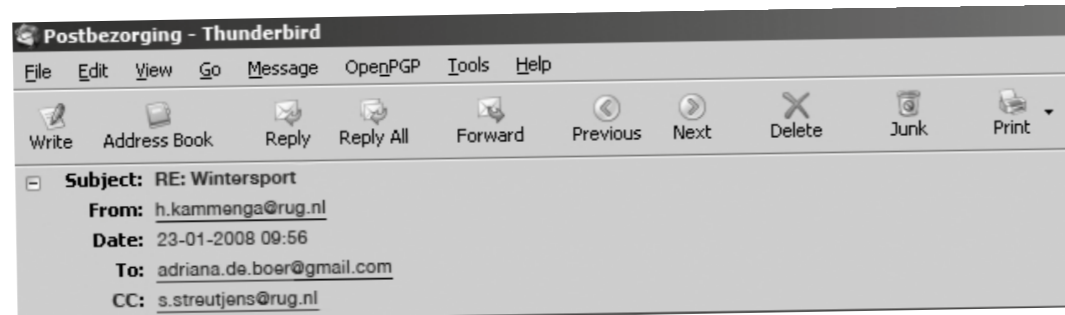 Postbezorging - Thunderbird
File Edit View Go Message OpenPGP Tools Help
Write Address Book Reply Reply All Forward Previous Next Delete Junk Print
Subject: RE: Wintersport
From: h.kammenga@rug.nl
Date: 23-01-2008 09:56
To: adriana.de.boer@gmail.com
CC: s.streutjens@rug.nl